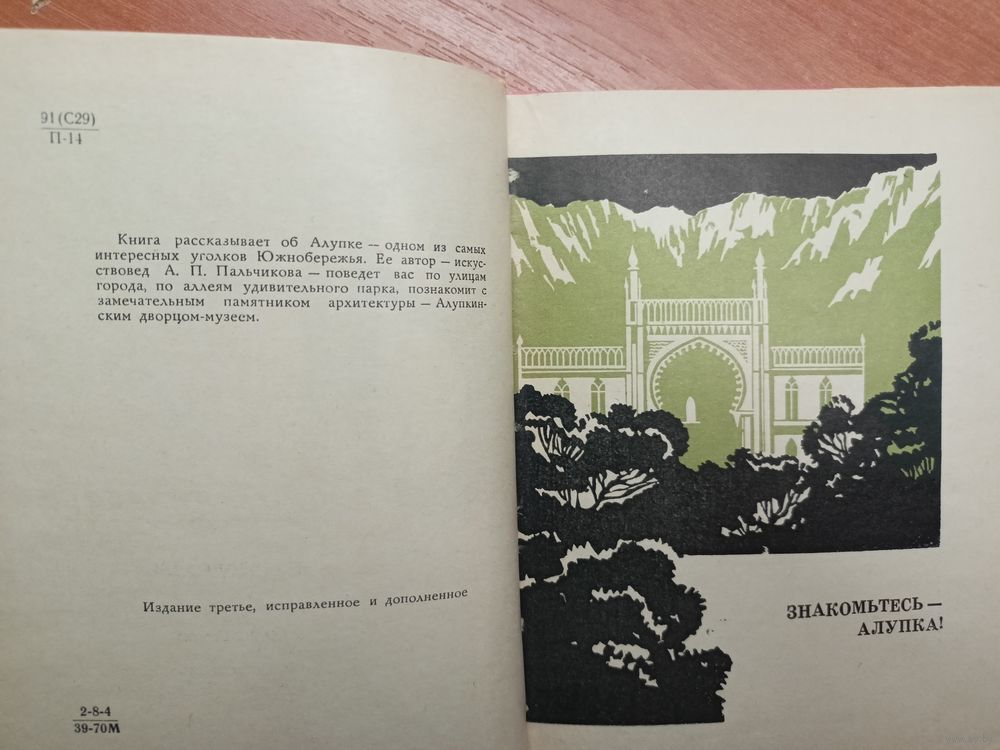 91(С29)
П-14
Книга рассказывает об Алупке — одном из самых
интересных уголков Южнобережья. Ее автор — искус-
ствовед А. П. Пальчикова — поведет вас по улицам
города, по аллеям удивительного парка, познакомит с
замечательным памятником архитектуры — Алупкин-
ским дворцом-музеем.
Издание третье, исправленное и дополненное
2-8-4
39-70М
ЗНАКОМЬТЕСЬ —
АЛУПКА!